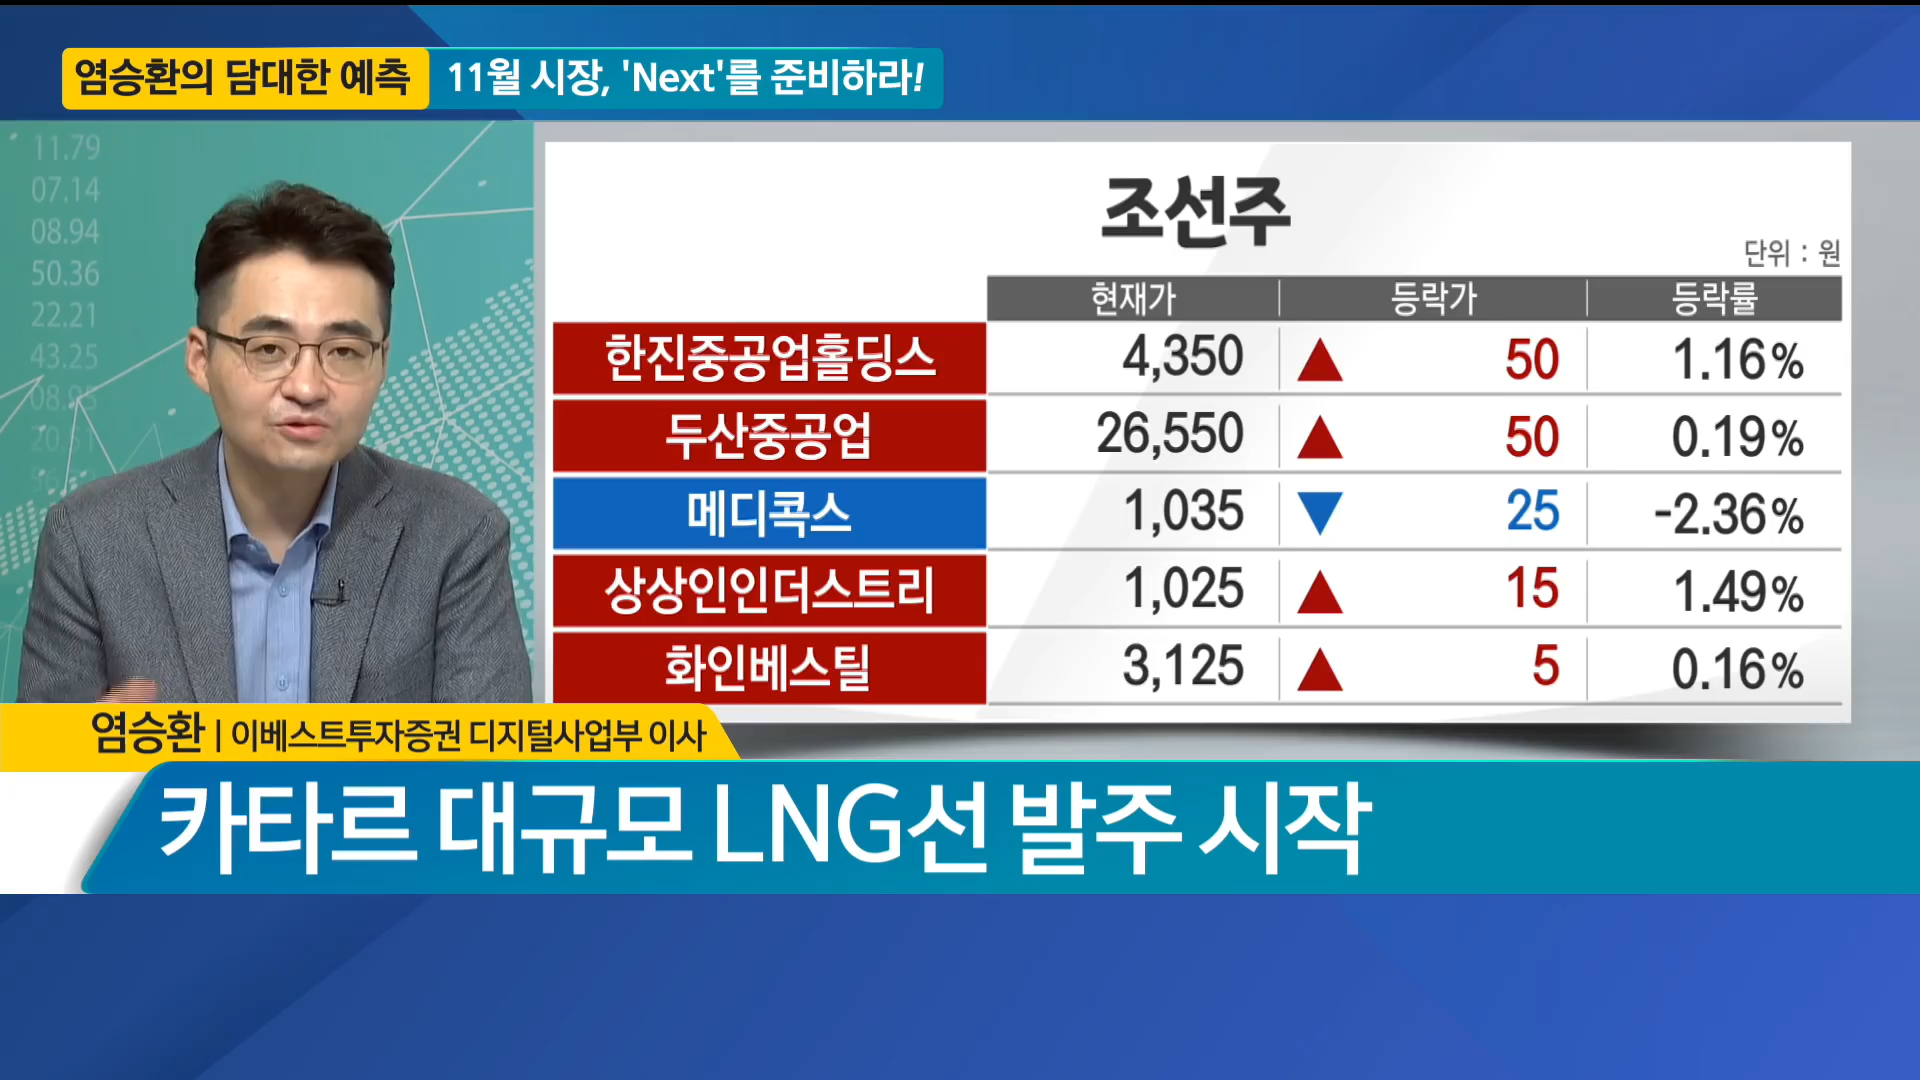 염승환의 담대한 예측
11월 시장, 'Next'를 준비하라!
11.79
07.14
08.94
50.36
22.21
43.25
08.95
조선주
단위 : 원
현재가 등락가 등락률
한진중공업홀딩스 4,350 ▲ 50 1.16%
두산중공업 26,550 ▲ 50 0.19%
메디콕스 1,035 ▼ 25 -2.36%
상상인인더스트리 1,025 ▲ 15 1.49%
화인베스틸 3,125 ▲ 5 0.16%
염승환 | 이베스트투자증권 디지털사업부 이사
카타르 대규모 LNG선 발주 시작